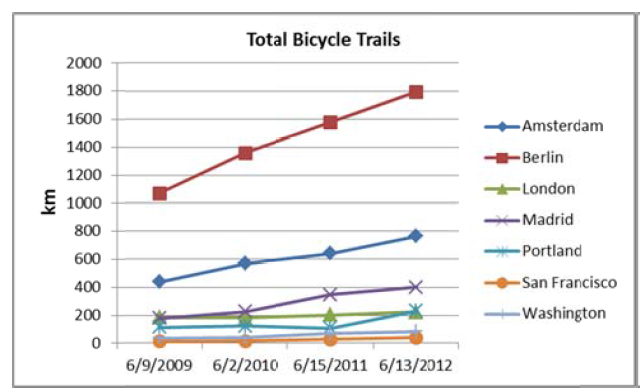 Total Bicycle Trails
2000
1800
1600
1400
1200
1000
800
600
400
200
0
km
6/9/2009 6/2/2010 6/15/2011 6/13/2012
Amsterdam
Berlin
London
Madrid
Portland
San Francisco
Washington